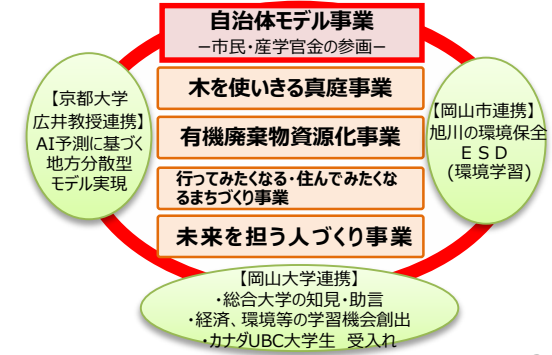 自治体モデル事業
－市民・産学官金の参画－
木を使いきる真庭事業
有機廃棄物資源化事業
行ってみたくなる・住んでみたくな
るまちづくり事業
未来を担う人づくり事業
【京都大学
広井教授連携】
AI予測に基づく
地方分散型
モデル実現
【岡山市連携】
旭川の環境保全
ＥＳＤ
(環境学習)
【岡山大学連携】
・総合大学の知見・助言
・経済、環境等の学習機会創出
・カナダUBC大学生　受入れ